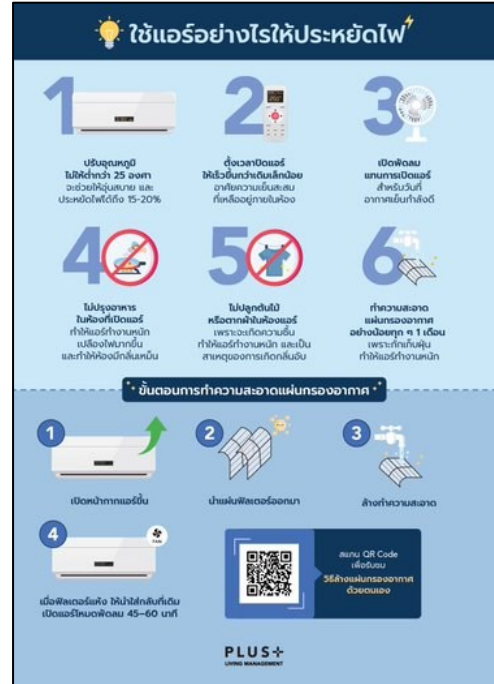 ใช้แอร์อย่างไรให้ประหยัดไฟ
1
ปรับอุณหภูมิ
ไม่ให้ต่ำกว่า 25 องศา
จะช่วยให้อุ่นสบาย และ
ประหยัดไฟได้ถึง 15-20%
2
ตั้งเวลาปิดแอร์
ให้เร็วขึ้นกว่าเดิมเล็กน้อย
อาศัยความเย็นสะสม
ที่เหลืออยู่ภายในห้อง
3
เปิดพัดลม
แทนการเปิดแอร์
สำหรับวันที่
อากาศเย็นกำลังดี
4
ไม่ปรุงอาหาร
ในห้องที่เปิดแอร์
ทำให้แอร์ทำงานหนัก
เปลืองไฟมากขึ้น
และทำให้ห้องมีกลิ่นเหม็น
5
ไม่ปลูกต้นไม้
หรือตากผ้าในห้องแอร์
เพราะจะเกิดความชื้น
ทำให้แอร์ทำงานหนัก และเป็น
สาเหตุของการเกิดกลิ่นอับ
6
ทำความสะอาด
แผ่นกรองอากาศ
อย่างน้อยทุก ๆ 1 เดือน
เพราะกักเก็บฝุ่น
ทำให้แอร์ทำงานหนัก
ขั้นตอนการทำความสะอาดแผ่นกรองอากาศ
1
เปิดหน้ากากแอร์ขึ้น
2
นำแผ่นฟิลเตอร์ออกมา
3
ล้างทำความสะอาด
4
FAN
เมื่อฟิลเตอร์แห้ง ให้นำใส่กลับที่เดิม
เปิดแอร์โหมดพัดลม 45–60 นาที
สแกน QR Code
เพื่อรับชม
วิธีล้างแผ่นกรองอากาศ
ด้วยตนเอง
PLUS+
LIVING MANAGEMENT